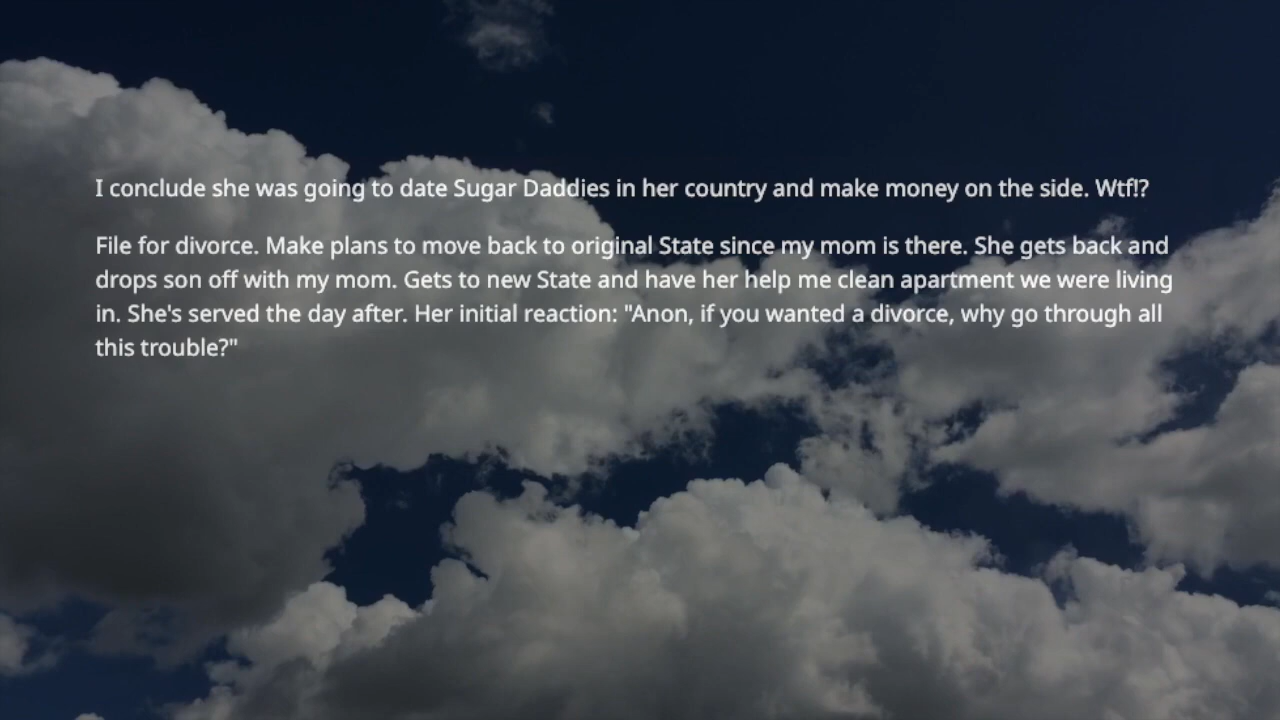 I conclude she was going to date Sugar Daddies in her country and make money on the side. Wtf!?
File for divorce. Make plans to move back to original State since my mom is there. She gets back and
drops son off with my mom. Gets to new State and have her help me clean apartment we were living
in. She's served the day after. Her initial reaction: "Anon, if you wanted a divorce, why go through all
this trouble?"